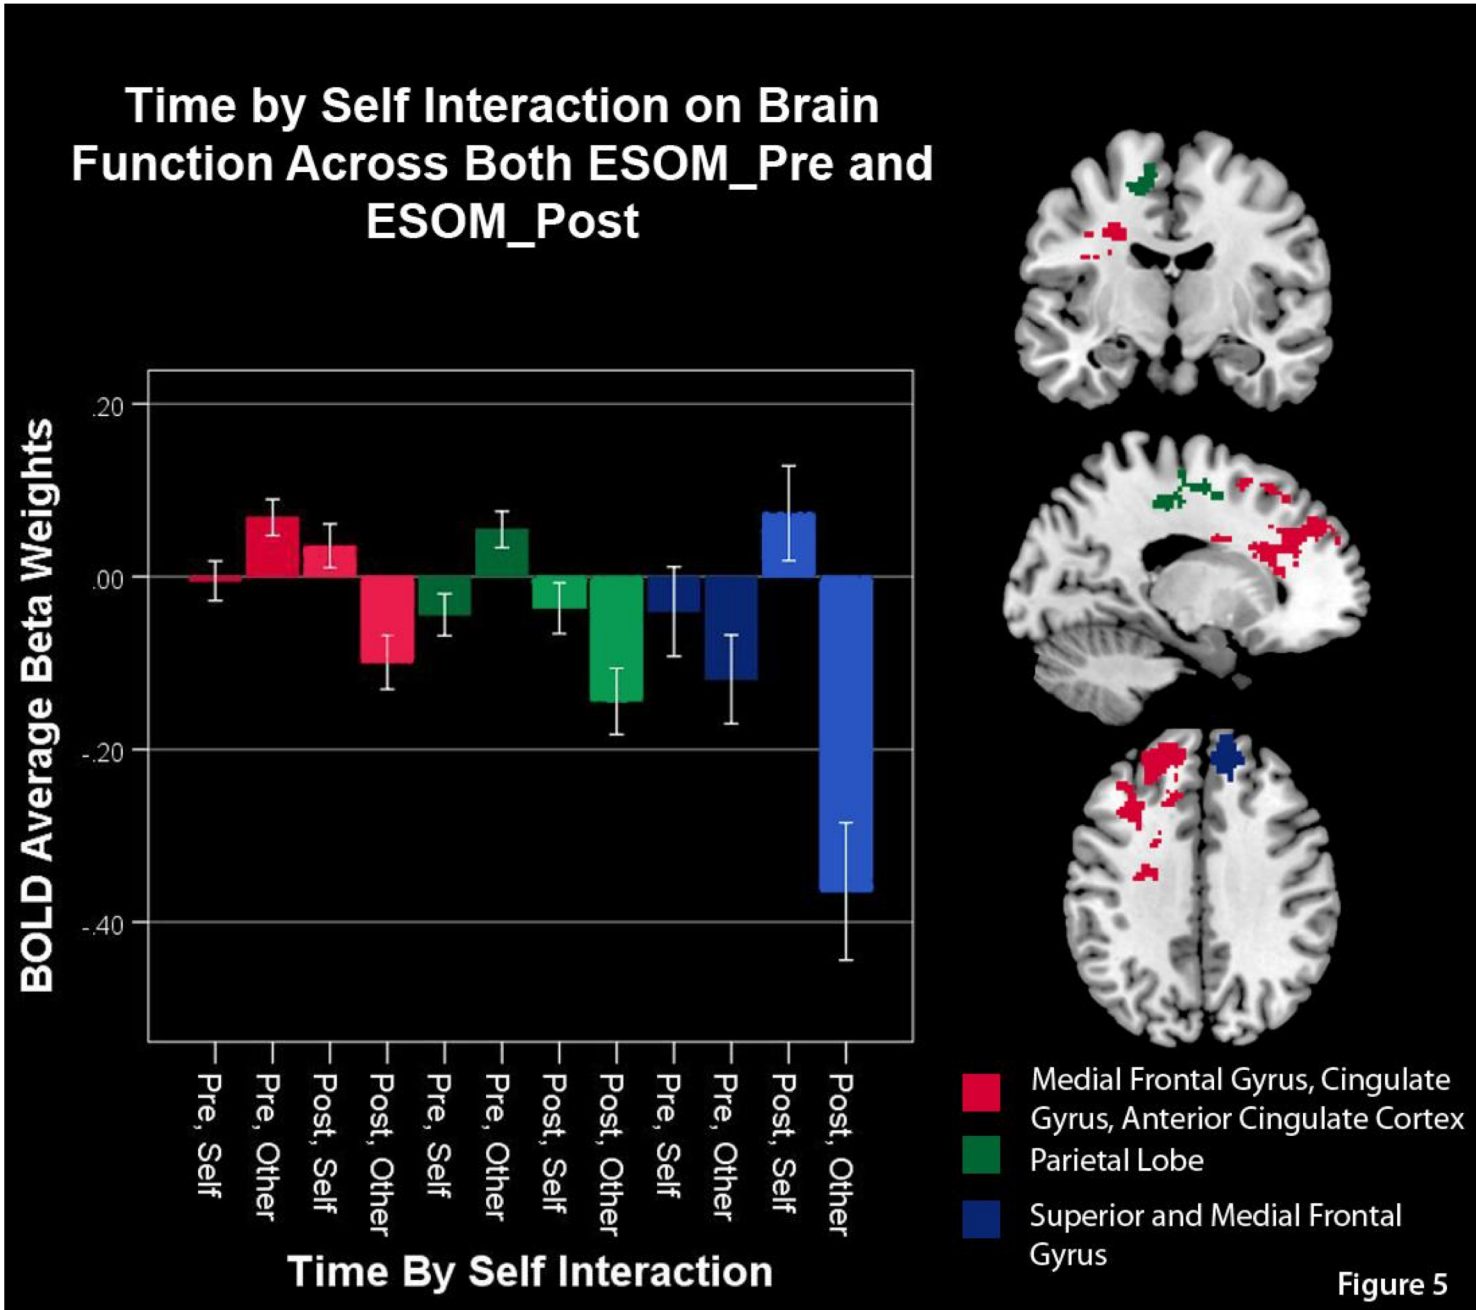 Time by Self Interaction on Brain
Function Across Both ESOM_Pre and
ESOM_Post
BOLD Average Beta Weights
.20
.00
-.20
-.40
Pre, Self
Pre, Other
Post, Self
Post, Other
Pre, Self
Pre, Other
Post, Self
Post, Other
Pre, Self
Pre, Other
Post, Self
Post, Other
Time By Self Interaction
Medial Frontal Gyrus, Cingulate
Gyrus, Anterior Cingulate Cortex
Parietal Lobe
Superior and Medial Frontal
Gyrus
Figure 5